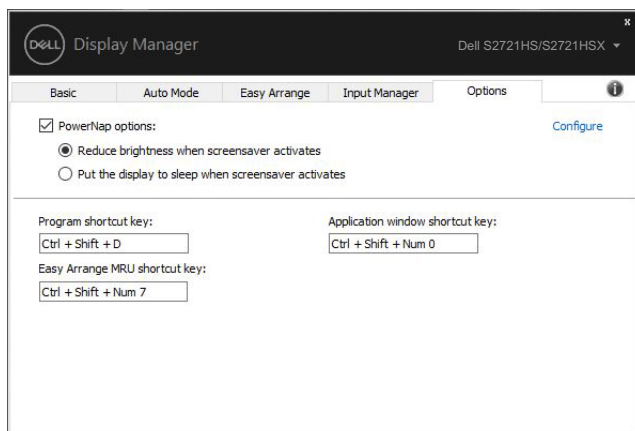 x
DELL Display Manager
Dell S2721HS/S2721HSX
Basic Auto Mode Easy Arrange Input Manager Options
PowerNap options: Configure
Reduce brightness when screensaver activates
Put the display to sleep when screensaver activates
Program shortcut key: Application window shortcut key:
Ctrl + Shift + D Ctrl + Shift + Num 0
Easy Arrange MRU shortcut key:
Ctrl + Shift + Num 7